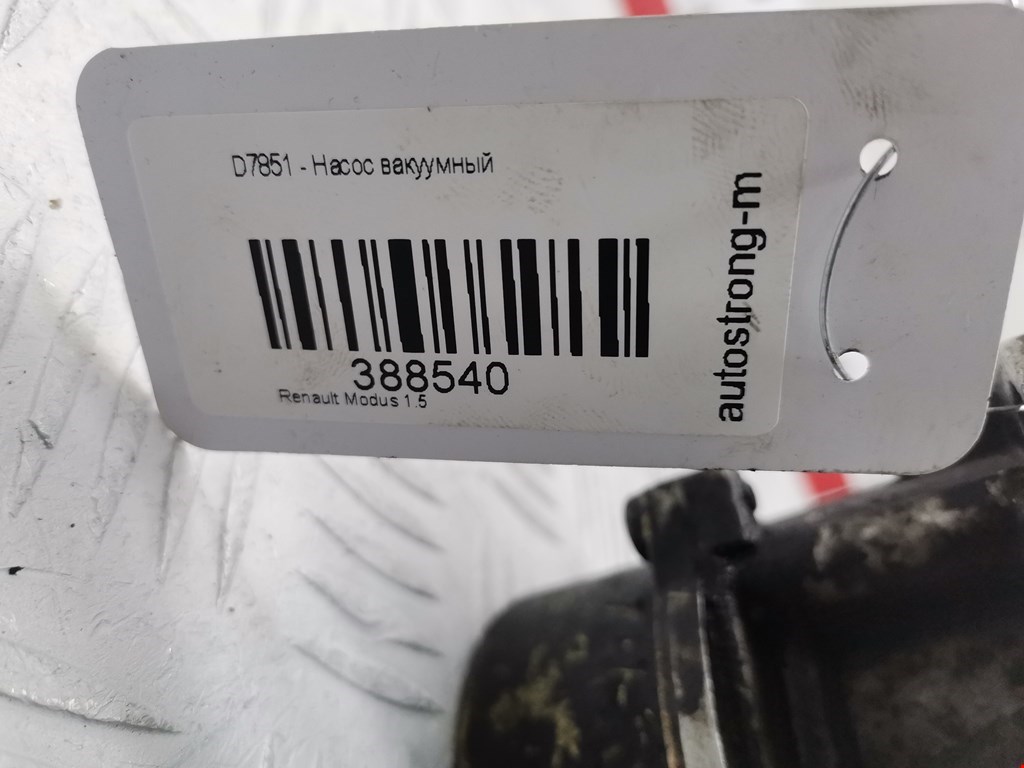 D7851 - Насос вакуумный
388540
Renault Modus 1.5
autostrong-m